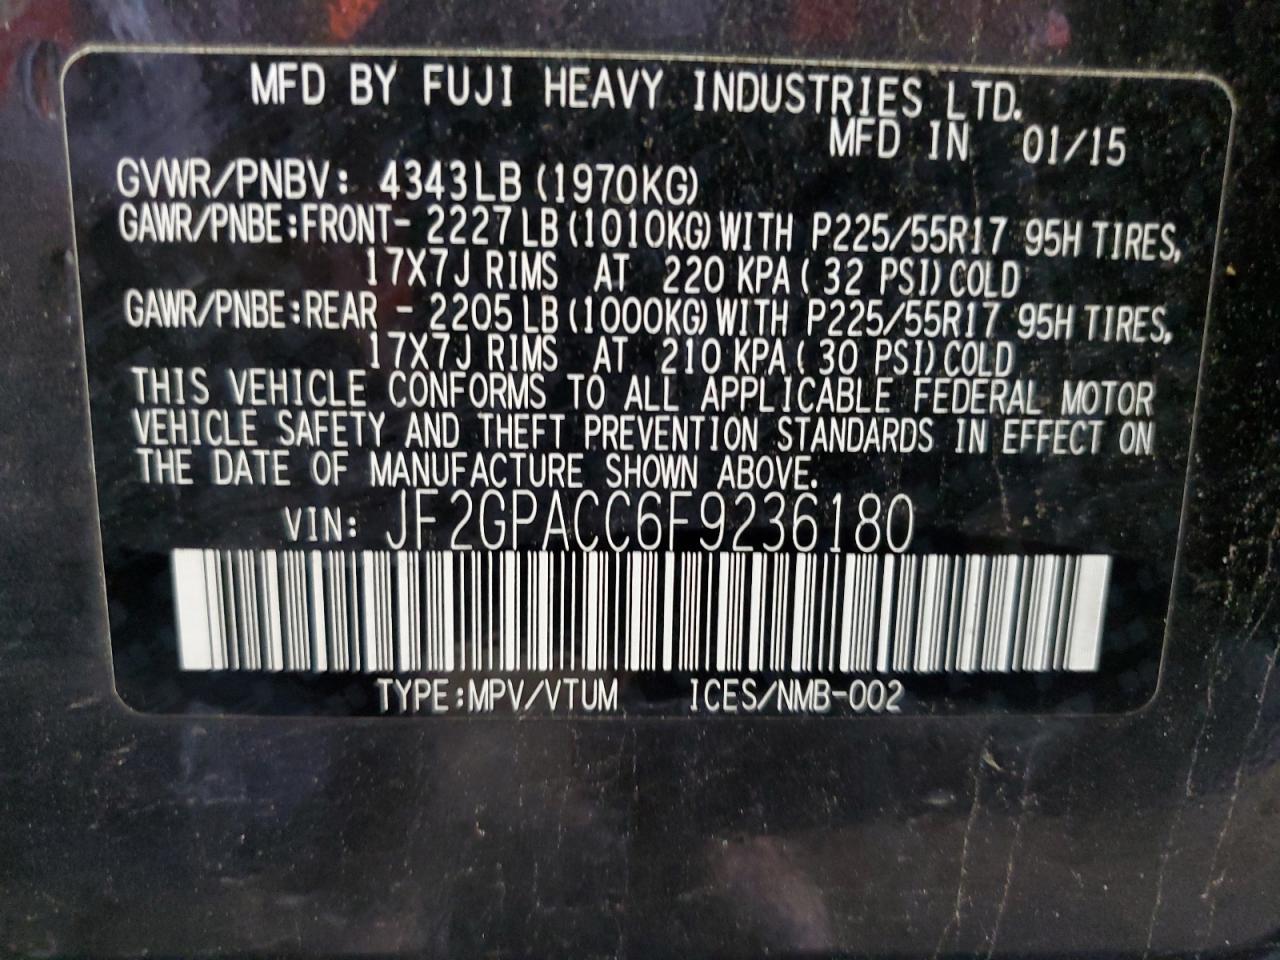 MFD BY FUJI HEAVY INDUSTRIES LTD.
MFD IN 01/15
GVWR/PNBV: 4343LB (1970KG)
GAWR/PNBE:FRONT- 2227LB (1010KG) WITH P225/55R17 95H TIRES,
17X7J RIMS AT 220 KPA ( 32 PSI) COLD
GAWR/PNBE:REAR - 2205LB (1000KG) WITH P225/55R17 95H TIRES,
17X7J RIMS AT 210 KPA ( 30 PSI) COLD
THIS VEHICLE CONFORMS TO ALL APPLICABLE FEDERAL MOTOR
VEHICLE SAFETY AND THEFT PREVENTION STANDARDS IN EFFECT ON
THE DATE OF MANUFACTURE SHOWN ABOVE.
VIN: JF2GPACC6F9236180
TYPE:MPV/VTUM ICES/NMB-002